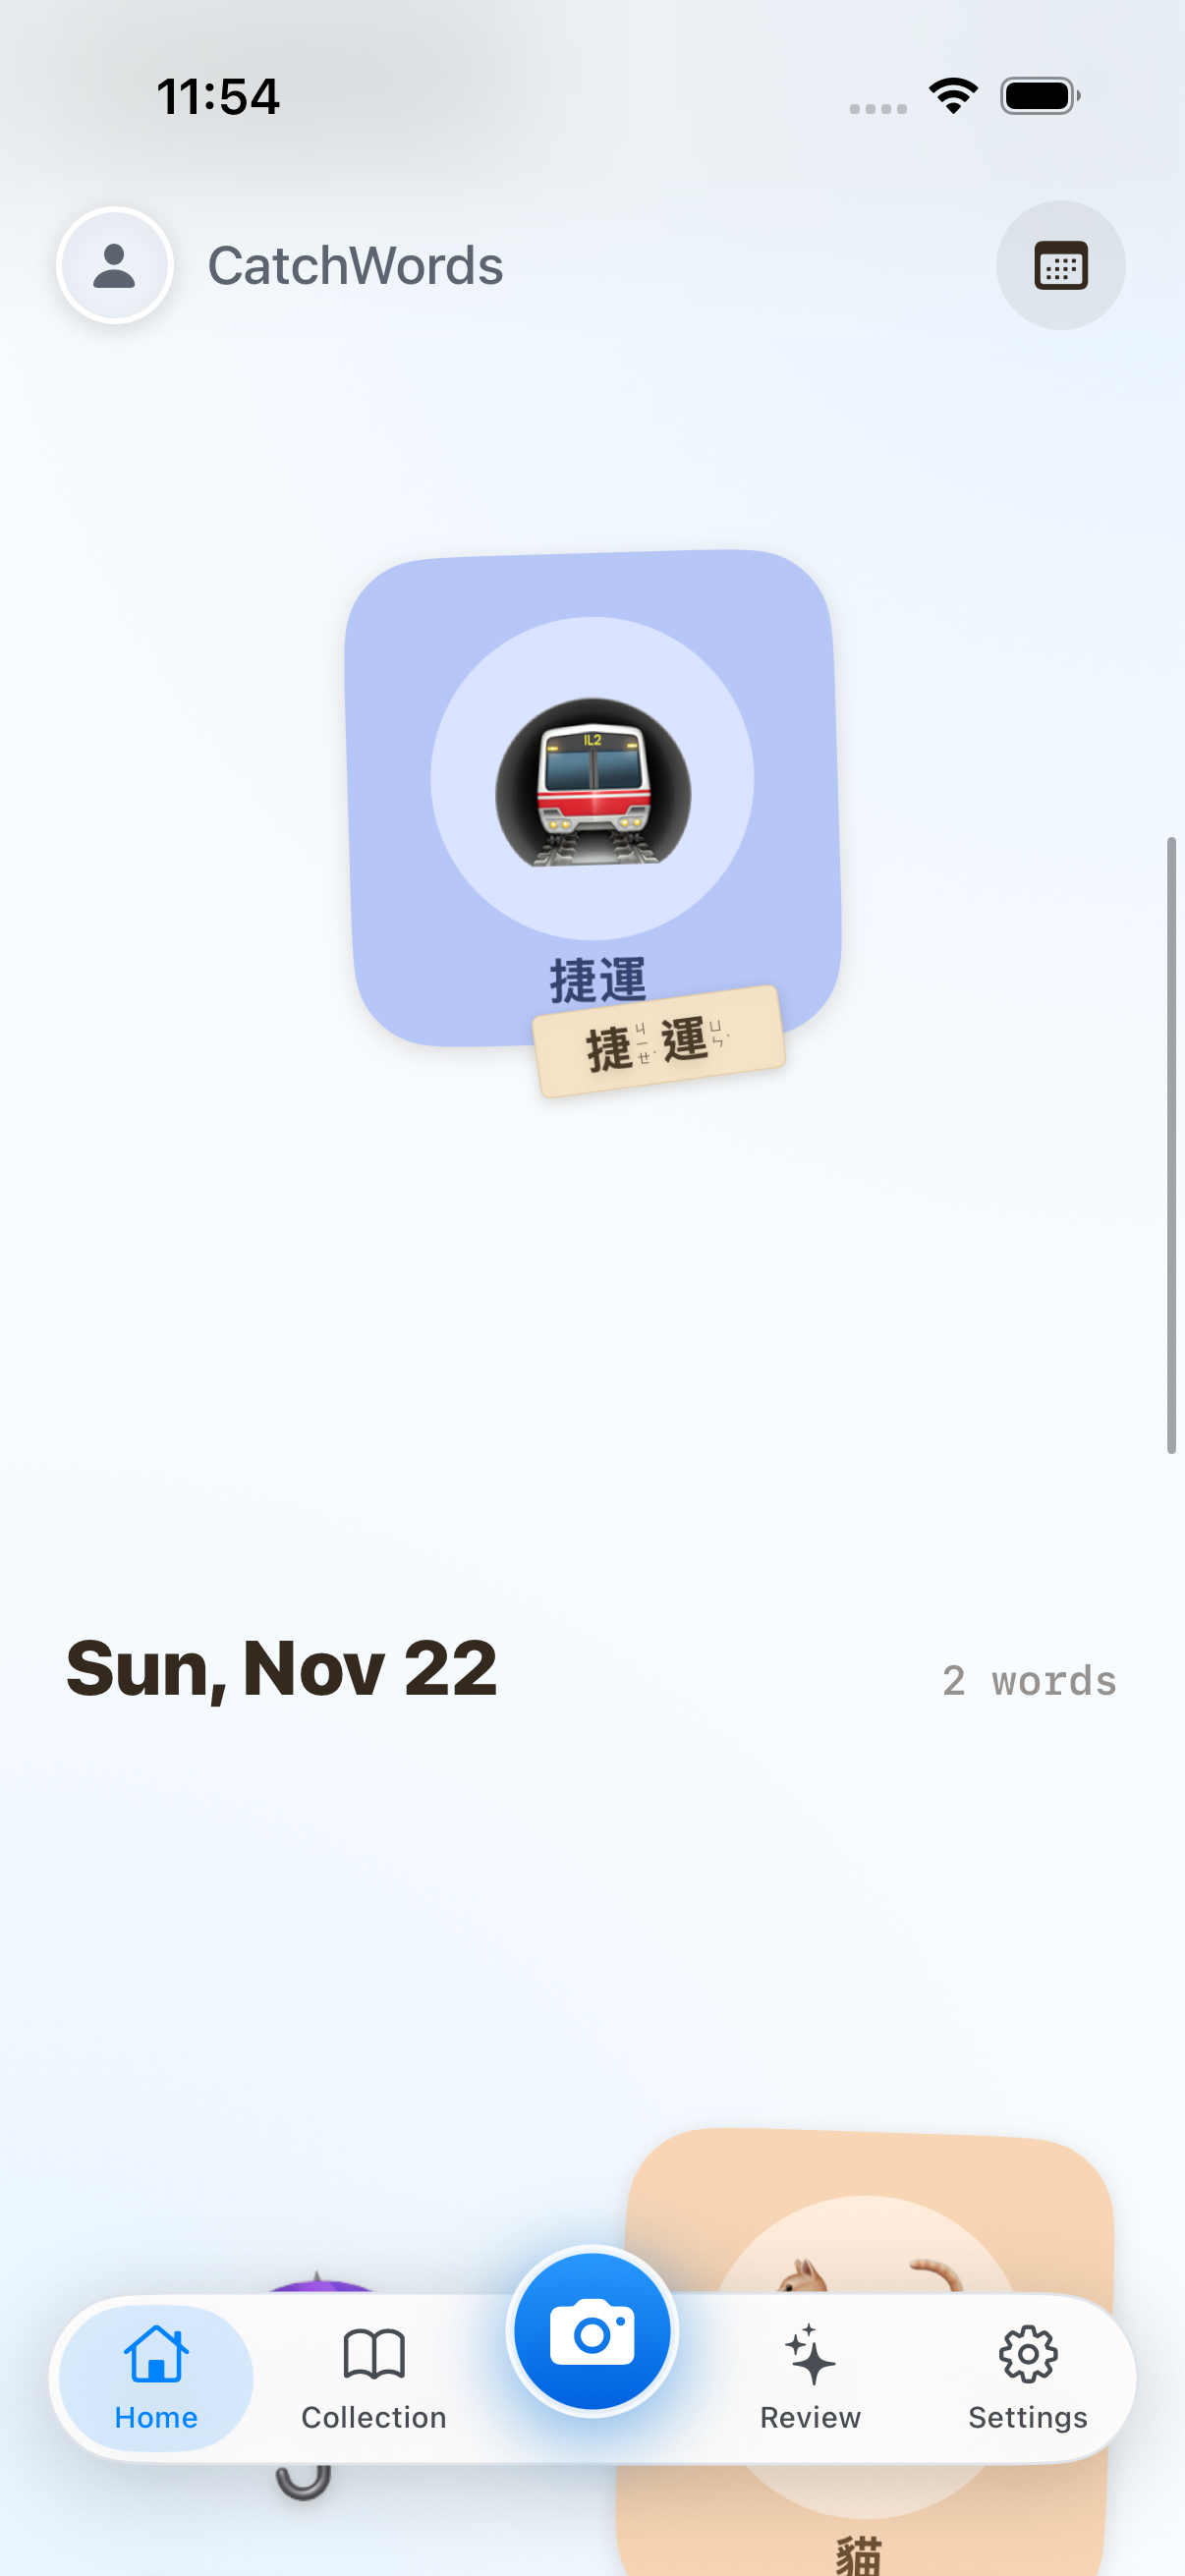 11:54
CatchWords
IL2
捷運
捷ㄐㄧㄝˊ運ㄩㄣˋ
Sun, Nov 22
2 words
Home
Collection
Review
Settings
貓